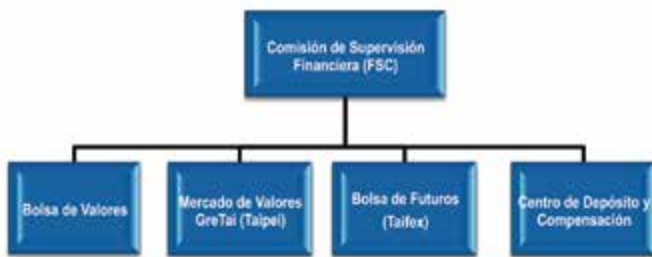 Comisión de Supervisión
Financiera (FSC)
Bolsa de Valores
Mercado de Valores
GreTai (Taipei)
Bolsa de Futuros
(Taifex)
Centro de Depósito y
Compensación